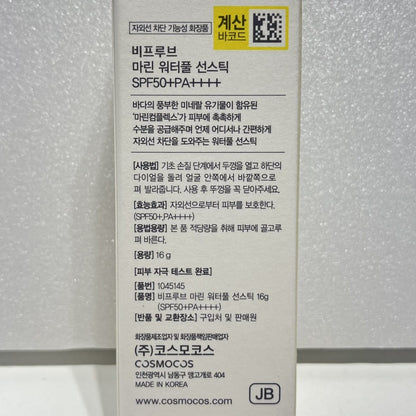 자외선 차단 기능성 화장품
계산
바코드
비프루브
마린 워터풀 선스틱
SPF50+PA++++
바다의 풍부한 미네랄 유기물이 함유된
'마린컴플렉스'가 피부에 촉촉하게
수분을 공급해주며 언제 어디서나 간편하게
자외선 차단을 도와주는 워터풀 선스틱
[사용법] 기초 손질 단계에서 두껑을 열고 하단의
다이얼을 돌려 얼굴 안쪽에서 바깥쪽으로
펴 발라줍니다. 사용 후 뚜껑을 꼭 닫아주세요.
[효능효과] 자외선으로부터 피부를 보호한다.
(SPF50+,PA++++)
[용법용량] 본 품 적당량을 취해 피부에 골고루
펴 바른다.
[용량] 16 g
[피부 자극 테스트 완료]
[품번] 1045145
[품명] 비프루브 마린 워터풀 선스틱 16g
(SPF50+PA++++)
[반품 및 교환장소] 구입처 및 판매원
화장품제조업자 및 화장품책임판매업자
(주)코스모코스
COSMOCOS
인천광역시 남동구 앵고개로 404
MADE IN KOREA
www.cosmocos.com
JB